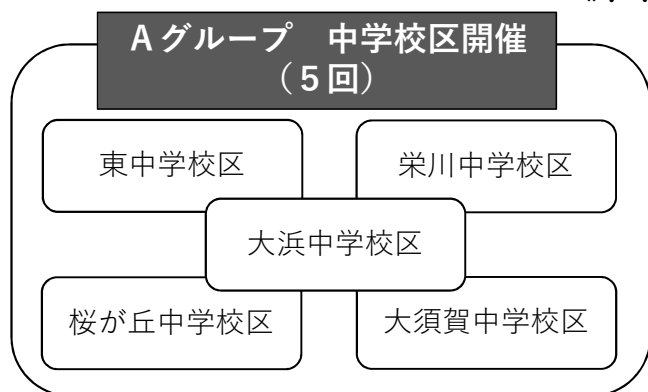 Aグループ　中学校区開催
（５回）
東中学校区
栄川中学校区
大浜中学校区
桜が丘中学校区
大須賀中学校区